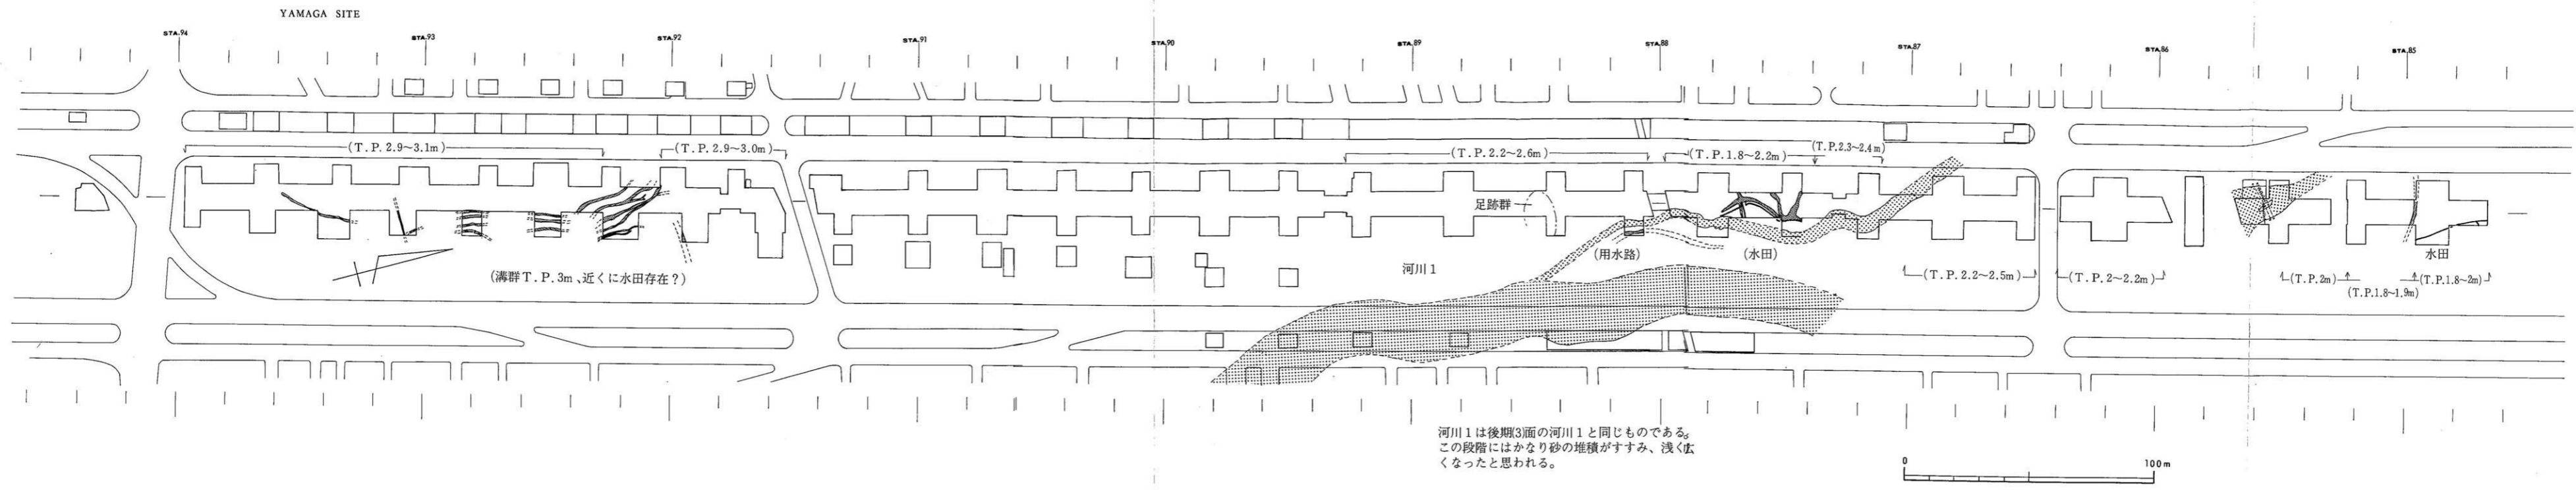 YAMAGA SITE
STA.94
STA.93
STA.92
STA.91
STA.90
STA.89
STA.88
STA.87
STA.86
STA.85
(T.P. 2.9〜3.1m)
(T.P. 2.9〜3.0m)
(T.P. 2.2〜2.6m)
(T.P.1.8〜2.2m)
(T.P.2.3〜2.4m)
足跡群
(溝群T.P.3m、近くに水田存在?)
河川1
(用水路)
(水田)
水田
(T.P.2.2〜2.5m)
(T.P.2〜2.2m)
(T.P.2m)
(T.P.1.8〜1.9m)
(T.P.1.8〜2m)
河川1は後期(3)面の河川1と同じものである。
この段階にはかなり砂の堆積がすすみ、浅く広
くなったと思われる。
0
100m